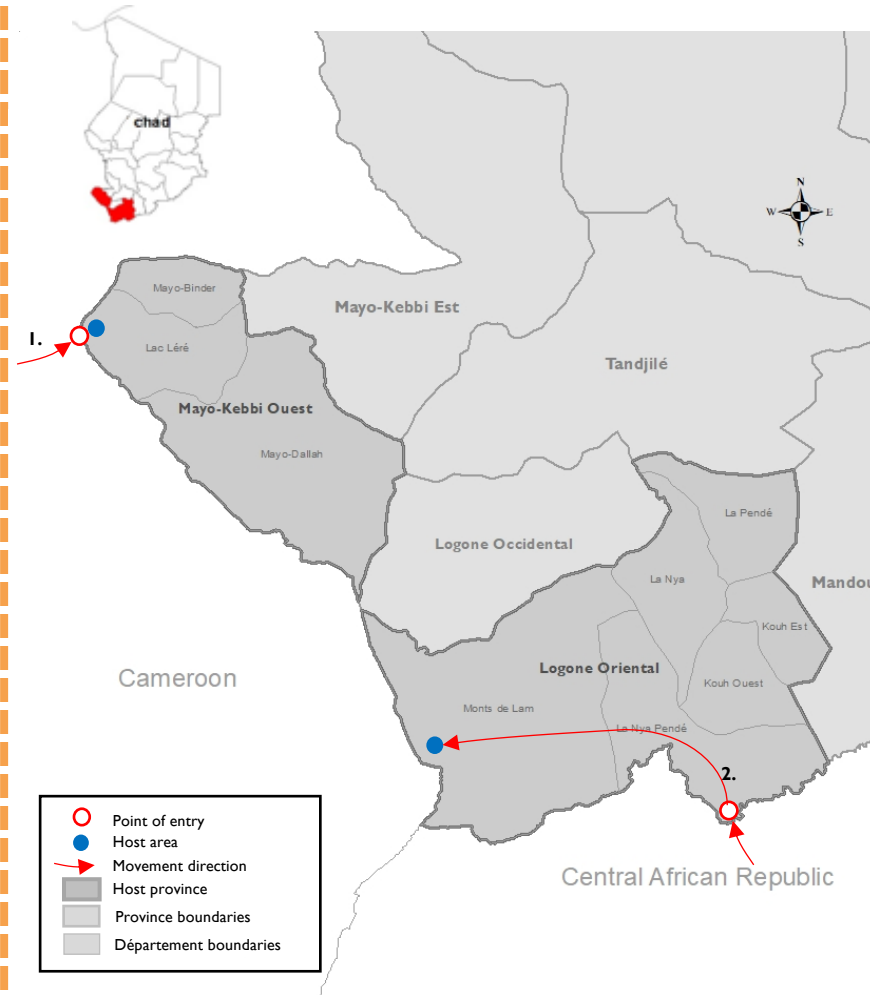 chad
N
W E
S
Mayo-Binder
Mayo-Kebbi Est
1.
Lac Léré
Tandjilé
Mayo-Kebbi Ouest
Mayo-Dallah
La Pendé
Logone Occidental
La Nya
Mandou
Kouh Est
Logone Oriental
Cameroon
Kouh Ouest
Monts de Lam
La Nya Pendé
2.
Central African Republic
Point of entry
Host area
Movement direction
Host province
Province boundaries
Département boundaries